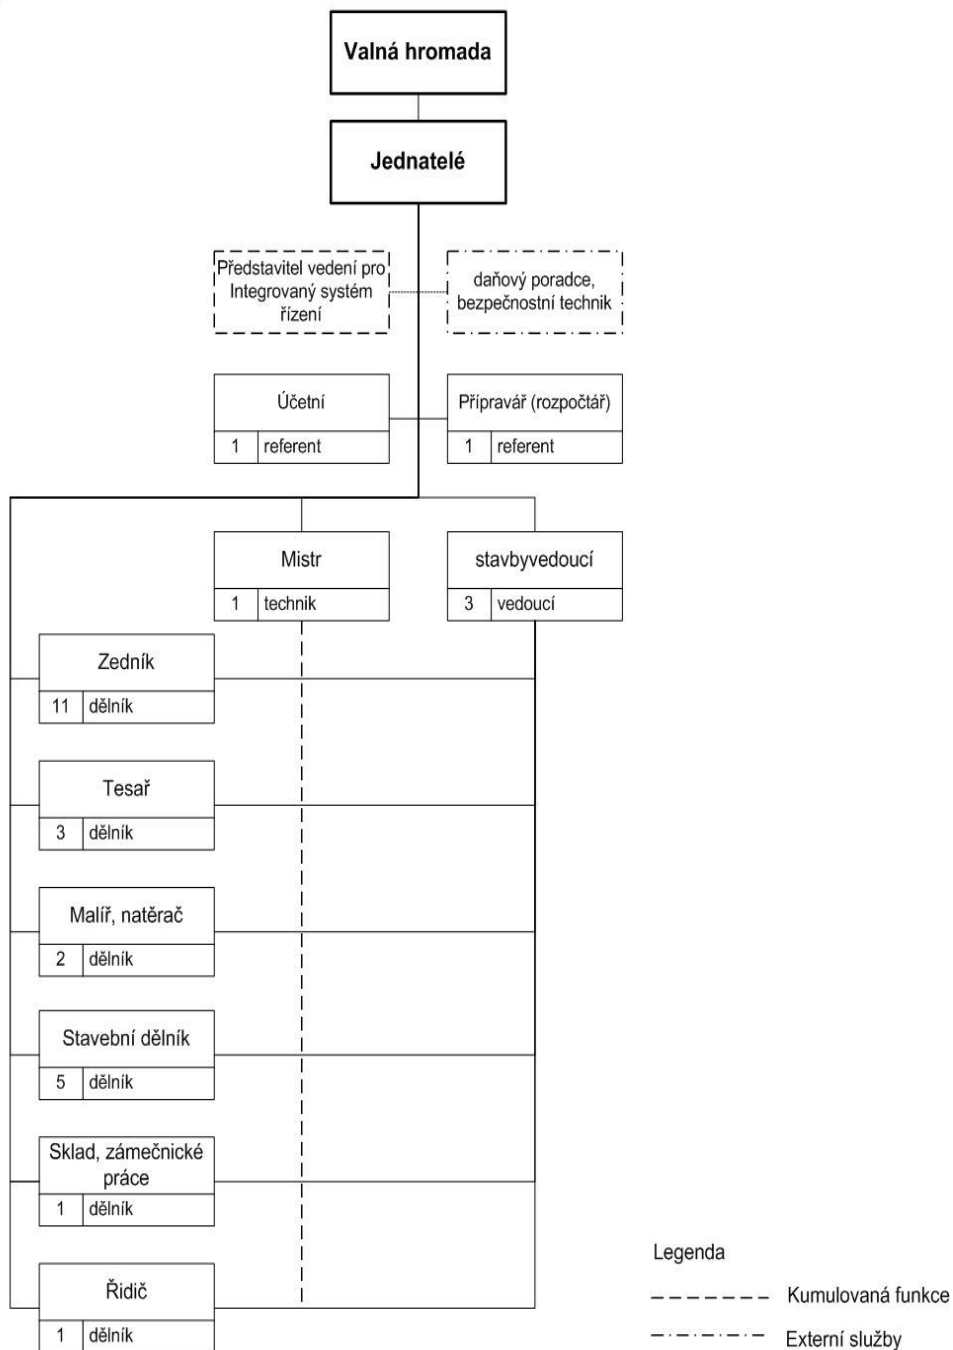 Valná hromada
Jednatelé
Představitel vedení pro
Integrovaný systém
řízení
daňový poradce,
bezpečnostní technik
Účetní
1 referent
Přípravář (rozpočtář)
1 referent
Mistr
1 technik
stavbyvedoucí
3 vedoucí
Zedník
11 dělník
Tesař
3 dělník
Malíř, natěrač
2 dělník
Stavební dělník
5 dělník
Sklad, zámečnické
práce
1 dělník
Řidič
1 dělník
Legenda
Kumulovaná funkce
Externí služby